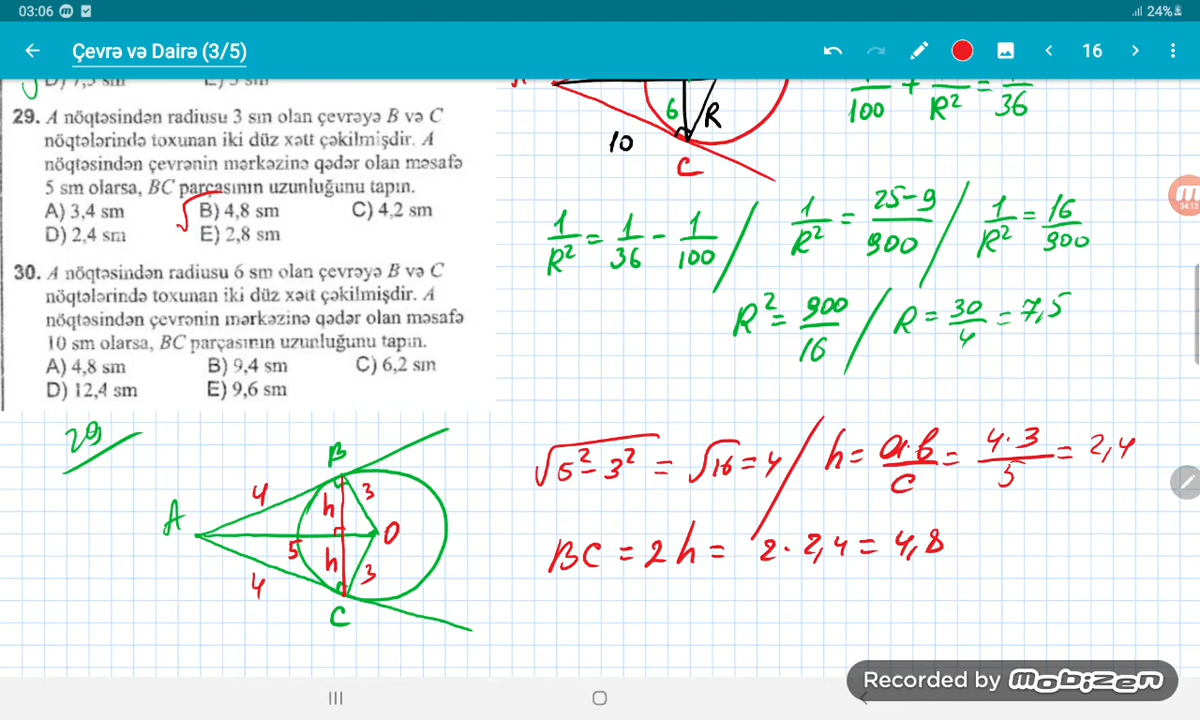 03:06 24%
Çevrə və Dairə (3/5)
16
29. A nöqtəsindən radiusu 3 sm olan çevrəyə B və C
nöqtələrində toxunan iki düz xətt çəkilmişdir. A
nöqtəsindən çevrənin mərkəzinə qədər olan məsafə
5 sm olarsa, BC parçasının uzunluğunu tapın.
A) 3,4 sm B) 4,8 sm C) 4,2 sm
D) 2,4 sm E) 2,8 sm
30. A nöqtəsindən radiusu 6 sm olan çevrəyə B və C
nöqtələrində toxunan iki düz xətt çəkilmişdir. A
nöqtəsindən çevrənin mərkəzinə qədər olan məsafə
10 sm olarsa, BC parçasının uzunluğunu tapın.
A) 4,8 sm B) 9,4 sm C) 6,2 sm
D) 12,4 sm E) 9,6 sm
6 R
10
C
1/100 + 1/R² = 1/36
34:13
1/R² = 1/36 - 1/100 / 1/R² = 25-9/900 / 1/R² = 16/900
R² = 900/16 / R = 30/4 = 7,5
29
B
4 h 3
A O
5 h
4 3
C
√5²-3² = √16 = 4 / h = a·b/c = 4·3/5 = 2,4
BC = 2h = 2·2,4 = 4,8
Recorded by mobizen